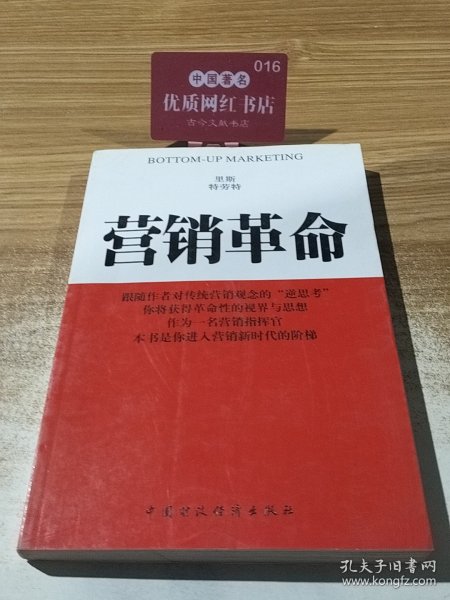 016
中国著名
优质网红书店
古今文献书店
BOTTOM-UP MARKETING
里斯
特劳特
营销革命
跟随作者对传统营销观念的“逆思考”
你将获得革命性的视界与思想
作为一名营销指挥官
本书是你进入营销新时代的阶梯
中国财政经济出版社
孔夫子旧书网
www.kongfz.com